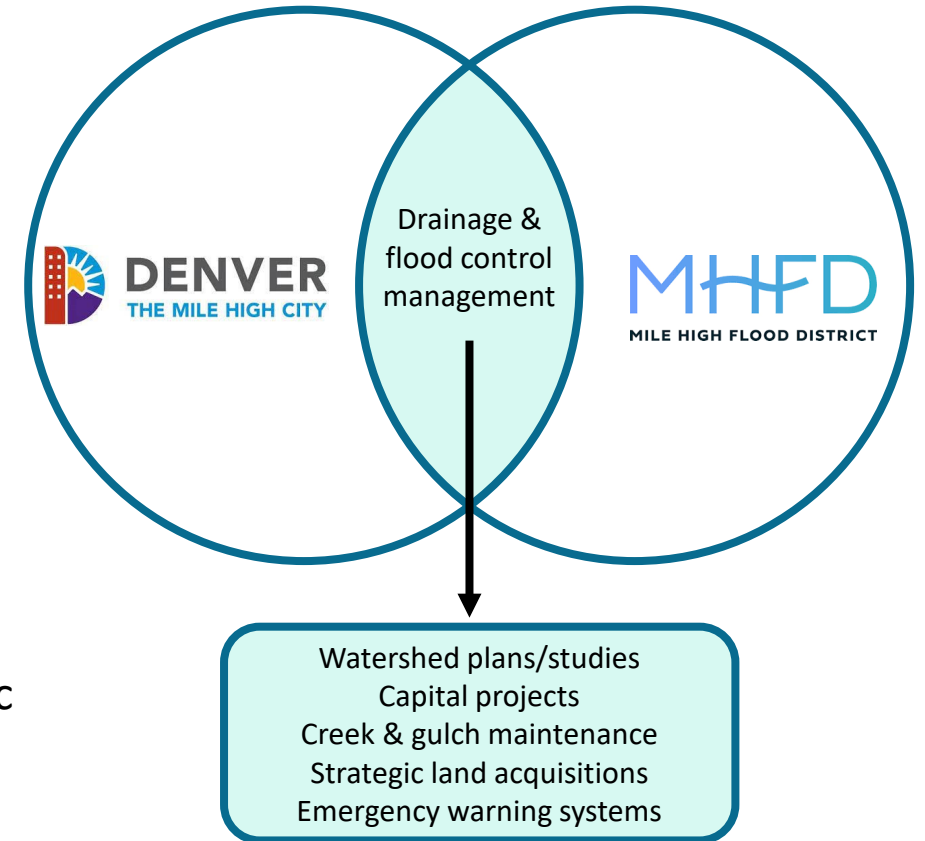 Drainage &
flood control
management
DENVER
THE MILE HIGH CITY
MHFD
MILE HIGH FLOOD DISTRICT
c
Watershed plans/studies
Capital projects
Creek & gulch maintenance
Strategic land acquisitions
Emergency warning systems